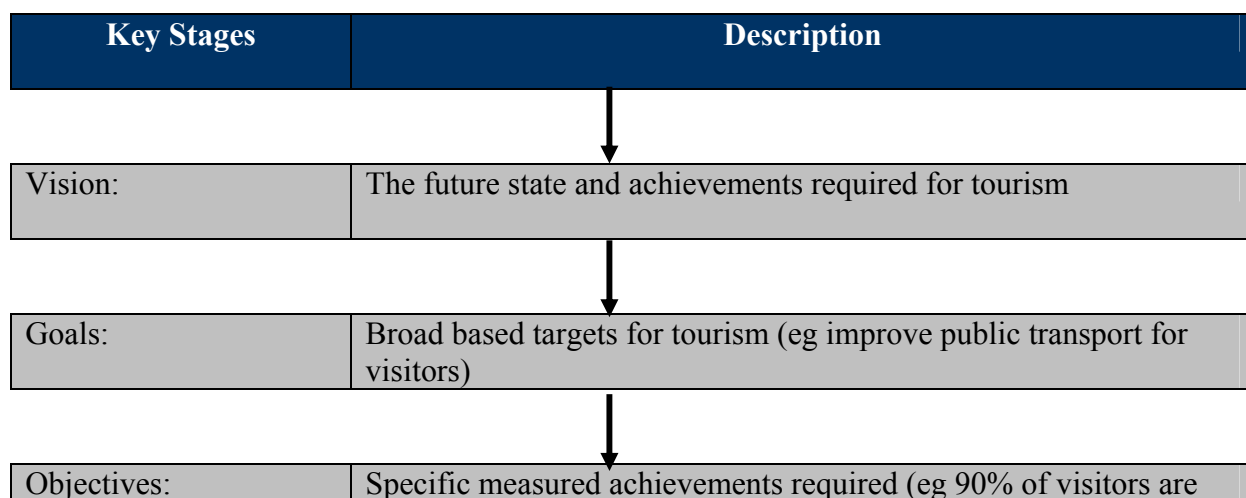 Key Stages Description
Vision: The future state and achievements required for tourism
Goals: Broad based targets for tourism (eg improve public transport for
visitors)
Objectives: Specific measured achievements required (eg 90% of visitors are